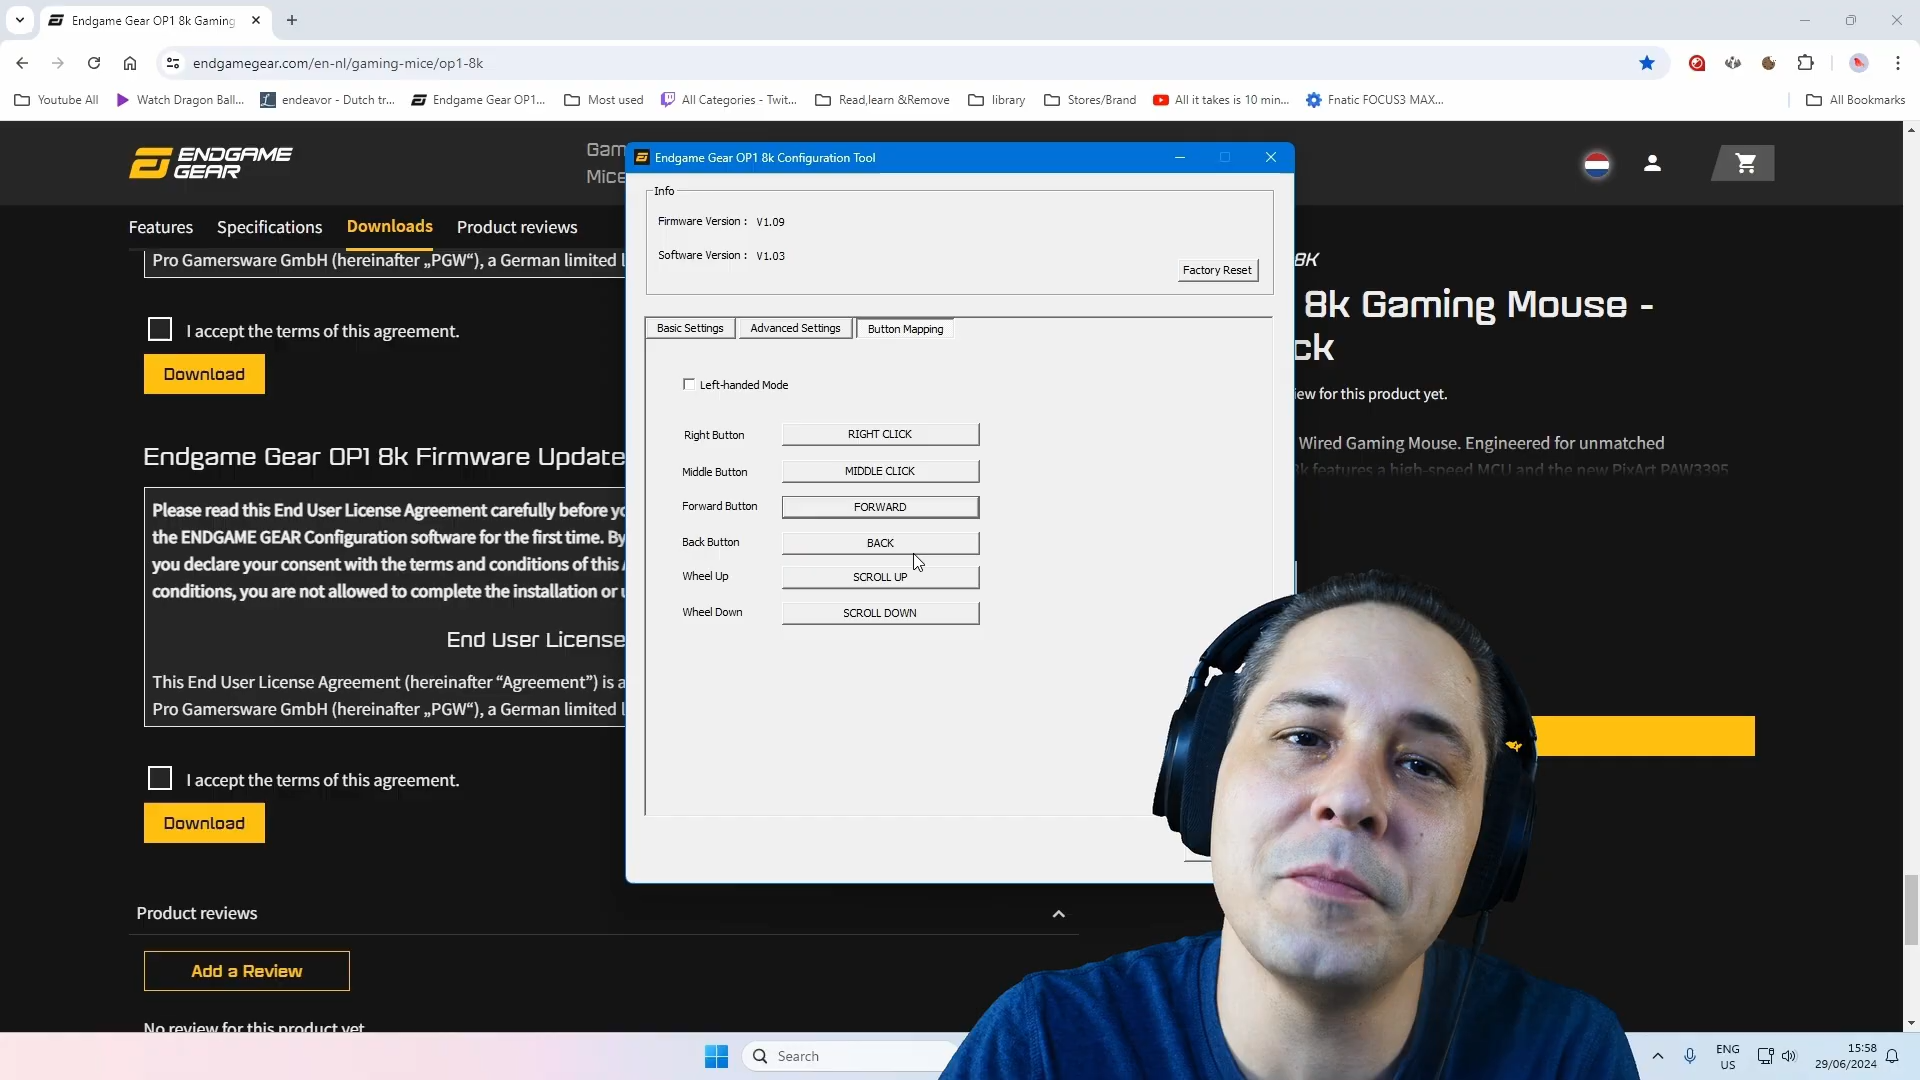 Endgame Gear OP1 8k Gaming
endgamegear.com/en-nl/gaming-mice/op1-8k
Youtube All
Watch Dragon Ball...
endeavor - Dutch tr...
Endgame Gear OP1...
Most used
All Categories - Twit...
Read,learn &Remove
library
Stores/Brand
All it takes is 10 min...
Fnatic FOCUS3 MAX...
All Bookmarks
ENDGAME
GEAR
Gam
Mice
Features
Specifications
Downloads
Product reviews
Pro Gamersware GmbH (hereinafter „PGW“), a German limited l
I accept the terms of this agreement.
Download
Endgame Gear OP1 8k Firmware Update
Please read this End User License Agreement carefully before yo
the ENDGAME GEAR Configuration software for the first time. By
you declare your consent with the terms and conditions of this
conditions, you are not allowed to complete the installation or
End User License
This End User License Agreement (hereinafter “Agreement”) is a
Pro Gamersware GmbH (hereinafter „PGW“), a German limited l
I accept the terms of this agreement.
Download
Product reviews
Add a Review
No review for this product yet
Endgame Gear OP1 8k Configuration Tool
Info
Firmware Version : V1.09
Software Version : V1.03
Factory Reset
Basic Settings
Advanced Settings
Button Mapping
Left-handed Mode
Right Button RIGHT CLICK
Middle Button MIDDLE CLICK
Forward Button FORWARD
Back Button BACK
Wheel Up SCROLL UP
Wheel Down SCROLL DOWN
8K
8k Gaming Mouse -
ck
iew for this product yet.
Wired Gaming Mouse. Engineered for unmatched
8k features a high-speed MCU and the new PixArt PAW3395
Search
ENG
US
15:58
29/06/2024